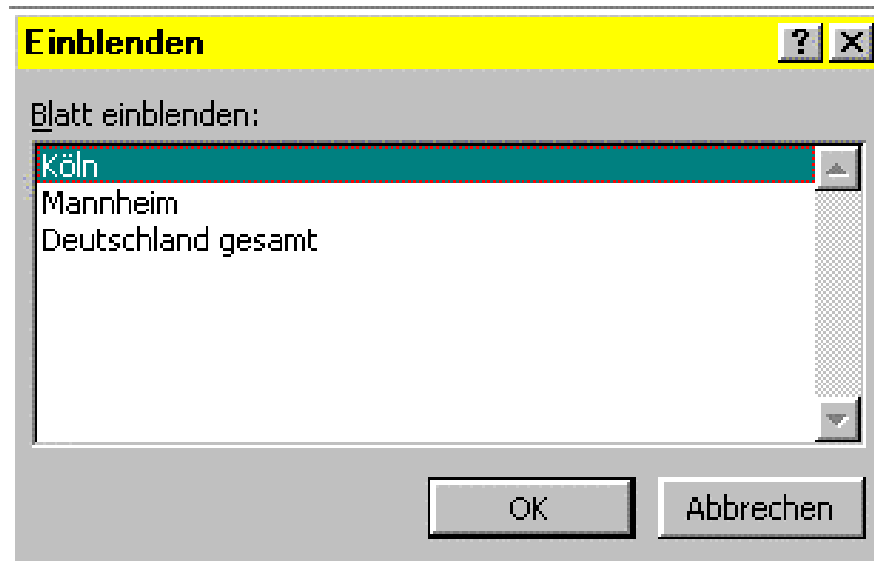 Einblenden ?
Blatt einblenden:
Köln
Mannheim
Deutschland gesamt
OK Abbrechen